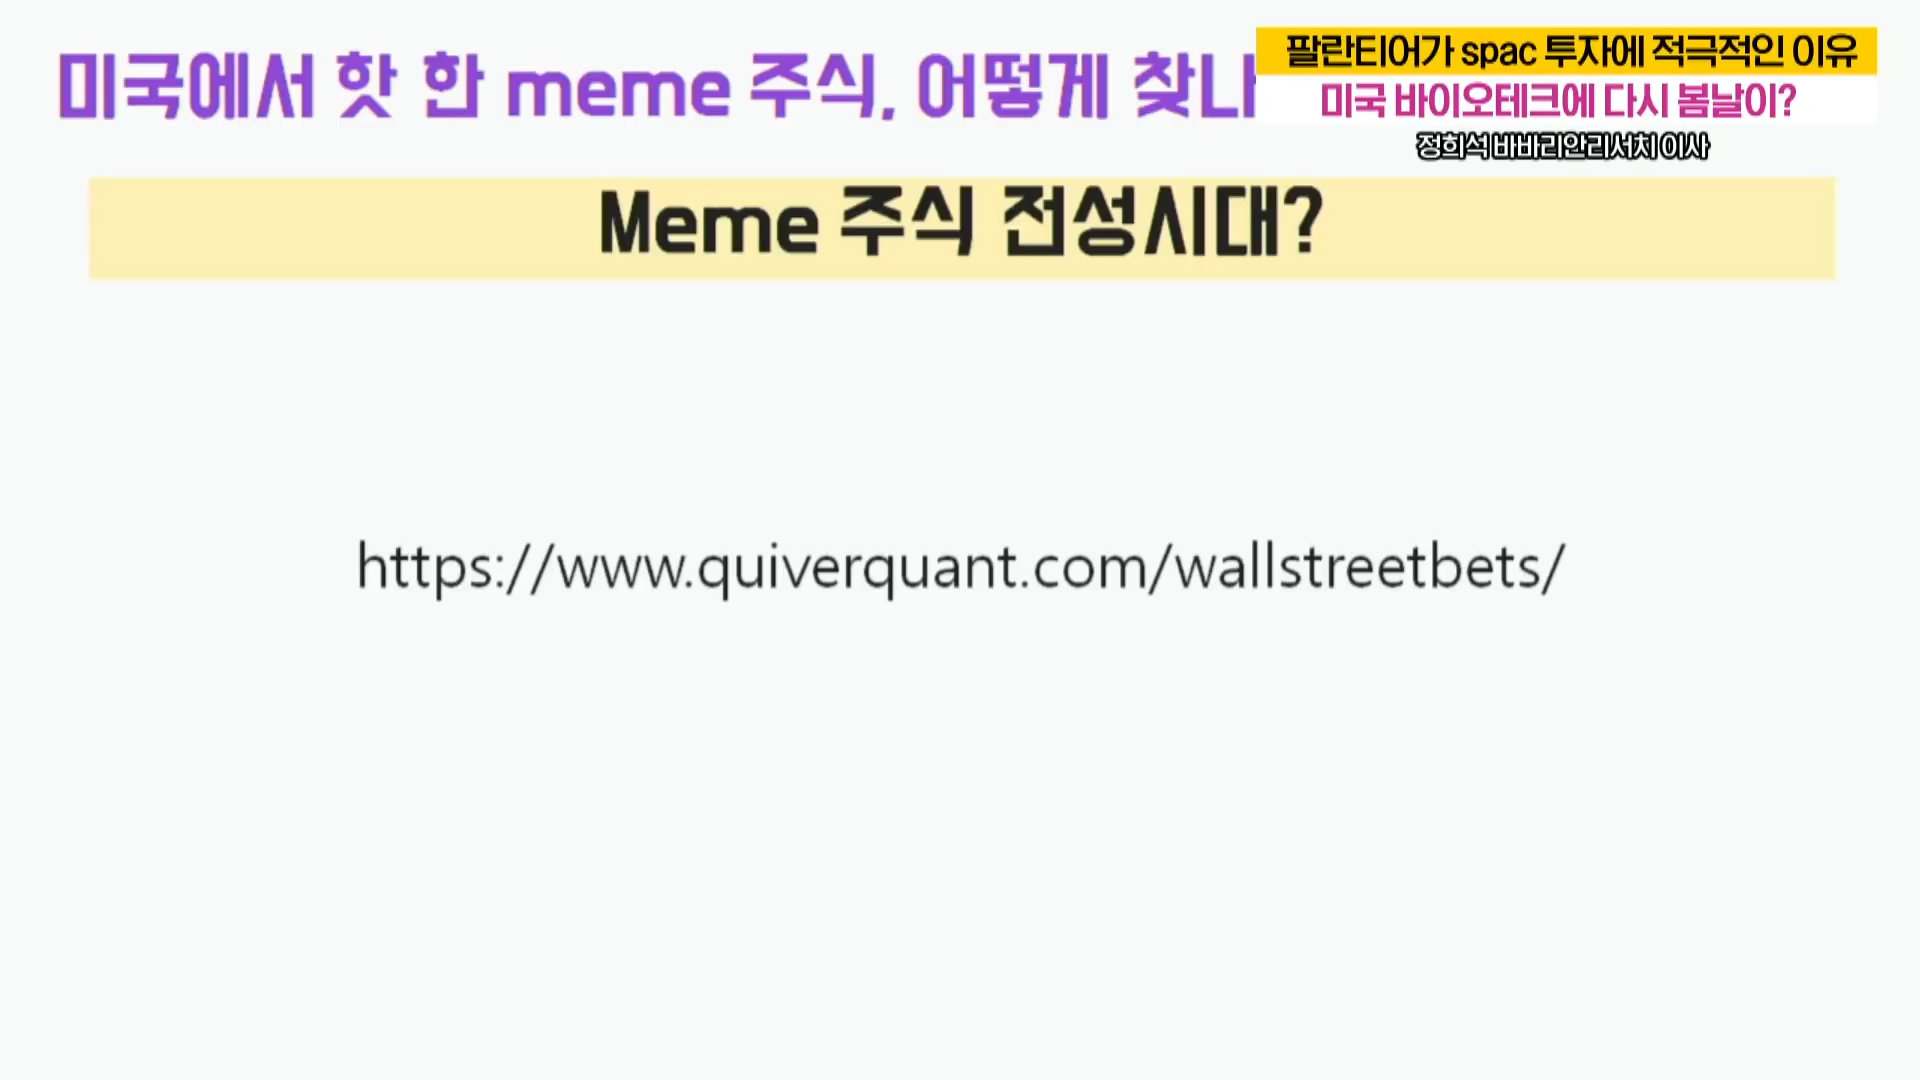 미국에서 핫 한 meme 주식, 어떻게 찾나
팔란티어가 spac 투자에 적극적인 이유
미국 바이오테크에 다시 봄날이?
정희석 바바리안리서치 이사
Meme 주식 전성시대?
https://www.quiverquant.com/wallstreetbets/